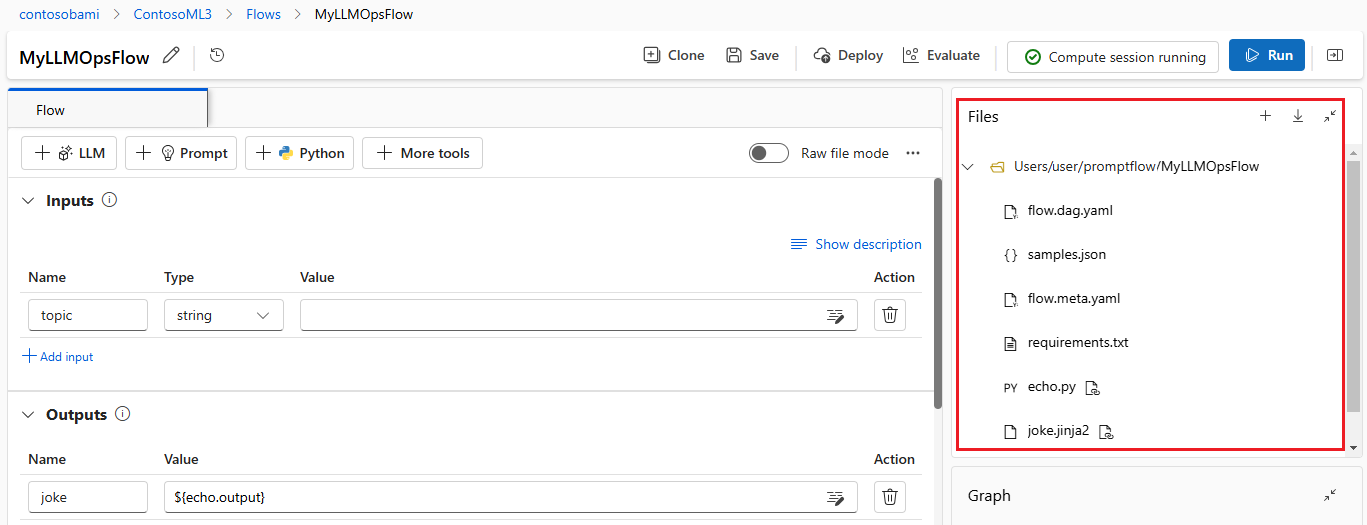 contosobami > ContosoML3 > Flows > MyLLMOpsFlow
MyLLMOpsFlow Clone Save Deploy Evaluate Compute session running Run
Flow
LLM Prompt Python More tools Raw file mode
Inputs
Show description
Name Type Value Action
topic string
Add input
Outputs
Name Value Action
joke ${echo.output}
Files
Users/user/promptflow/MyLLMOpsFlow
flow.dag.yaml
{} samples.json
flow.meta.yaml
requirements.txt
PY echo.py
joke.jinja2
Graph